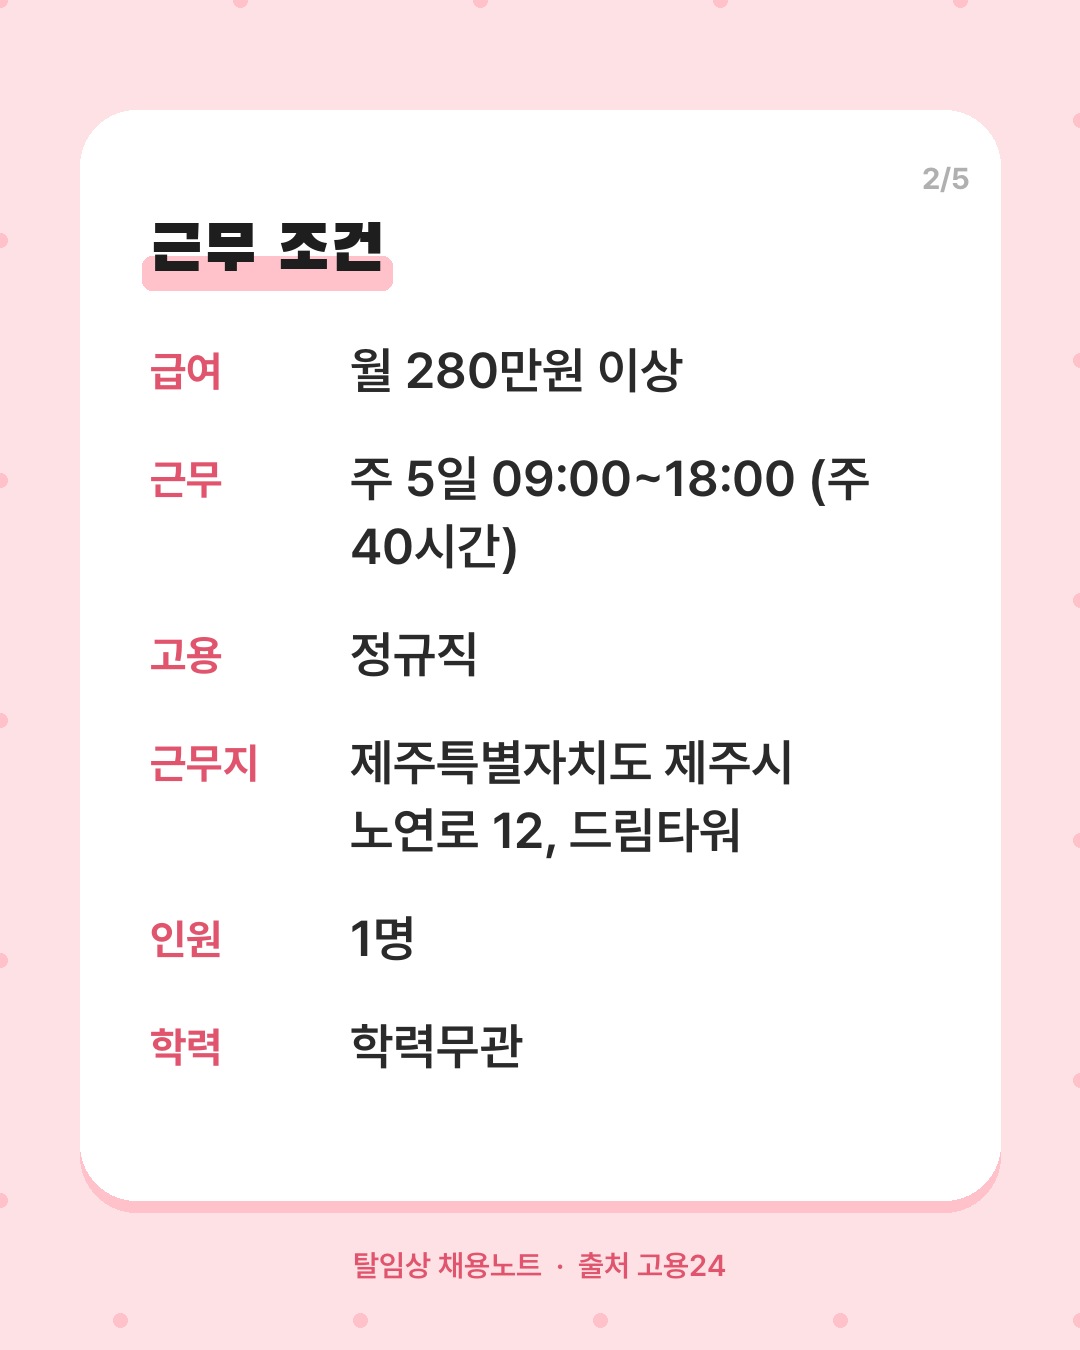 2/5
근무 조건
급여 월 280만원 이상
근무 주 5일 09:00~18:00 (주
40시간)
고용 정규직
근무지 제주특별자치도 제주시
노연로 12, 드림타워
인원 1명
학력 학력무관
탈임상 채용노트 · 출처 고용24